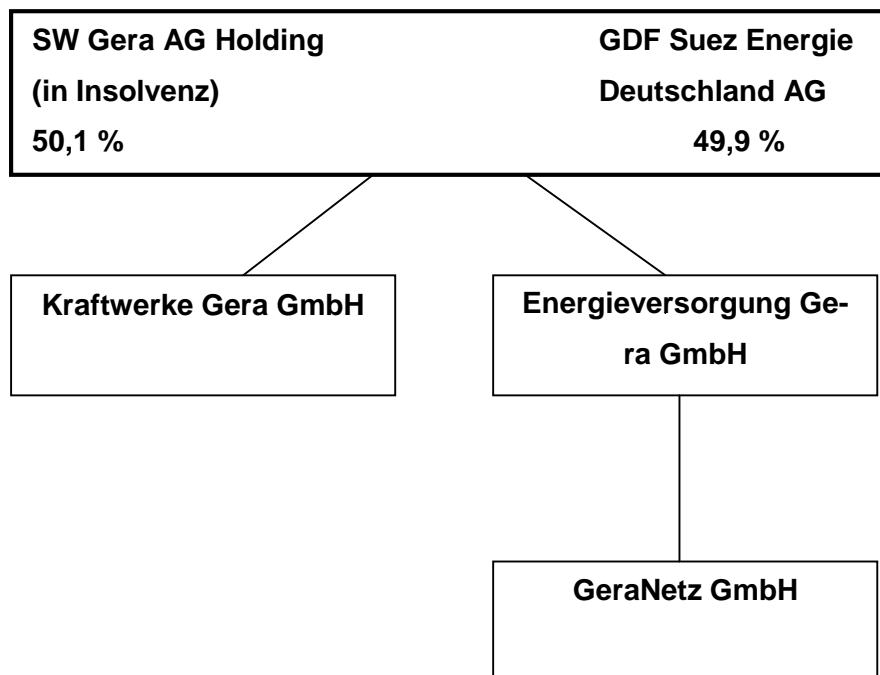 SW Gera AG Holding
(in Insolvenz)
50,1 %
GDF Suez Energie
Deutschland AG
49,9 %
Kraftwerke Gera GmbH
Energieversorgung Ge-
ra GmbH
GeraNetz GmbH